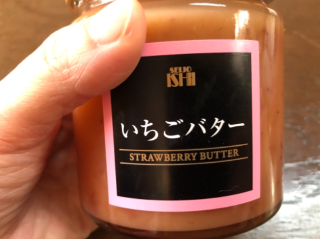 SEIJO
ISHII
いちごバター
STRAWBERRY BUTTER